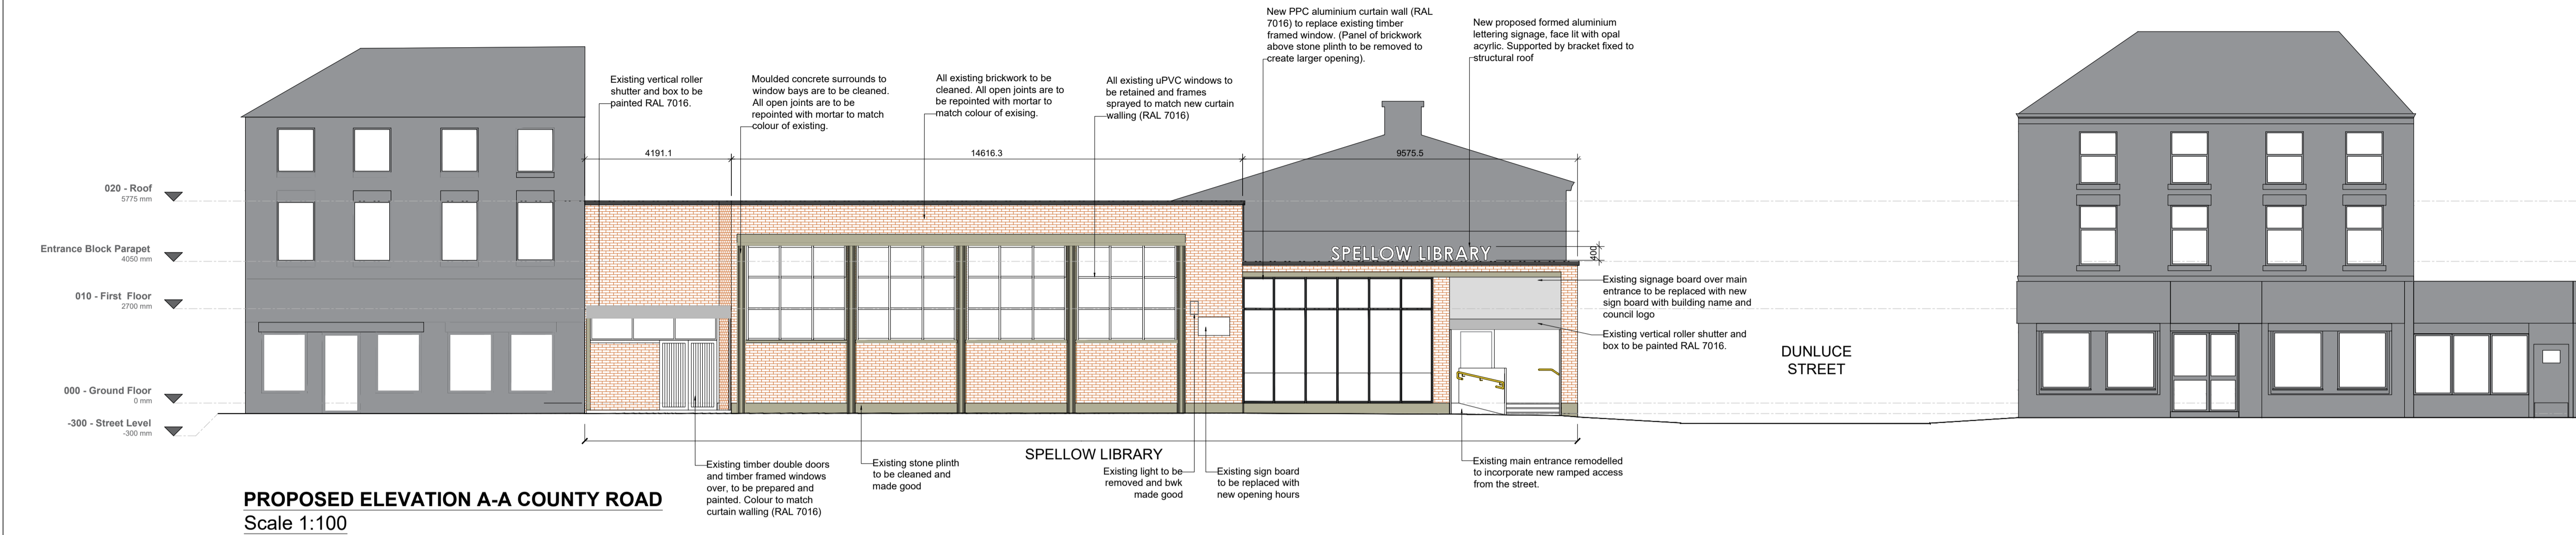 New PPC aluminium curtain wall (RAL
7016) to replace existing timber
framed window. (Panel of brickwork
above stone plinth to be removed to
create larger opening).
New proposed formed aluminium
lettering signage, face lit with opal
acyrlic. Supported by bracket fixed to
structural roof
Existing vertical roller
shutter and box to be
painted RAL 7016.
Moulded concrete surrounds to
window bays are to be cleaned.
All open joints are to be
repointed with mortar to match
colour of existing.
All existing brickwork to be
cleaned. All open joints are to
be repointed with mortar to
match colour of exising.
All existing uPVC windows to
be retained and frames
sprayed to match new curtain
walling (RAL 7016)
4191.1
14616.3
9575.5
020 - Roof
5775 mm
Entrance Block Parapet
4050 mm
010 - First Floor
2700 mm
000 - Ground Floor
0 mm
-300 - Street Level
-300 mm
SPELLOW LIBRARY
400
Existing signage board over main
entrance to be replaced with new
sign board with building name and
council logo
Existing vertical roller shutter and
box to be painted RAL 7016.
DUNLUCE
STREET
SPELLOW LIBRARY
Existing timber double doors
and timber framed windows
over, to be prepared and
painted. Colour to match
curtain walling (RAL 7016)
Existing stone plinth
to be cleaned and
made good
Existing light to be
removed and bwk
made good
Existing sign board
to be replaced with
new opening hours
Existing main entrance remodelled
to incorporate new ramped access
from the street.
PROPOSED ELEVATION A-A COUNTY ROAD
Scale 1:100